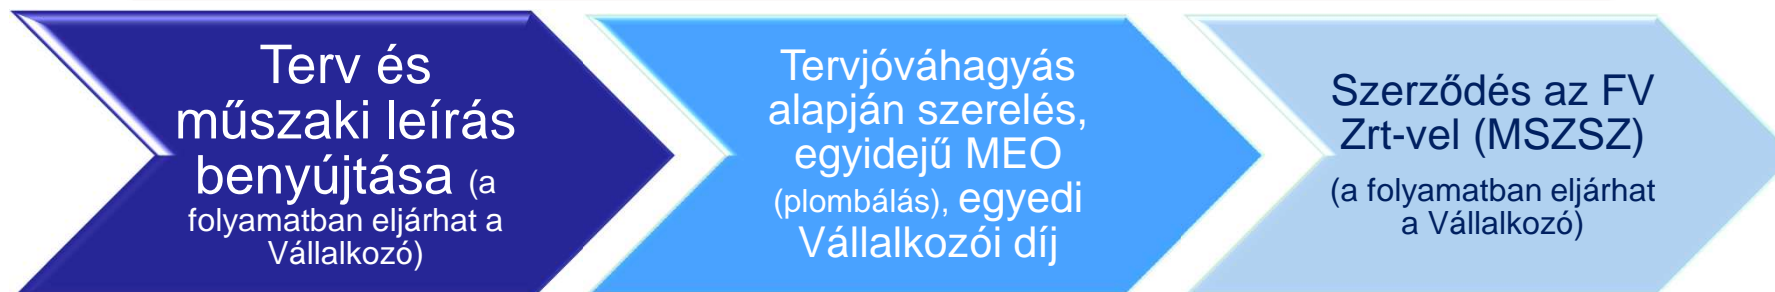 Terv és
műszaki leírás
benyújtása (a
folyamatban eljárhat a
Vállalkozó)
Tervjóváhagyás
alapján szerelés,
egyidejű MEO
(plombálás), egyedi
Vállalkozói díj
Szerződés az FV
Zrt-vel (MSZSZ)
(a folyamatban eljárhat
a Vállalkozó)